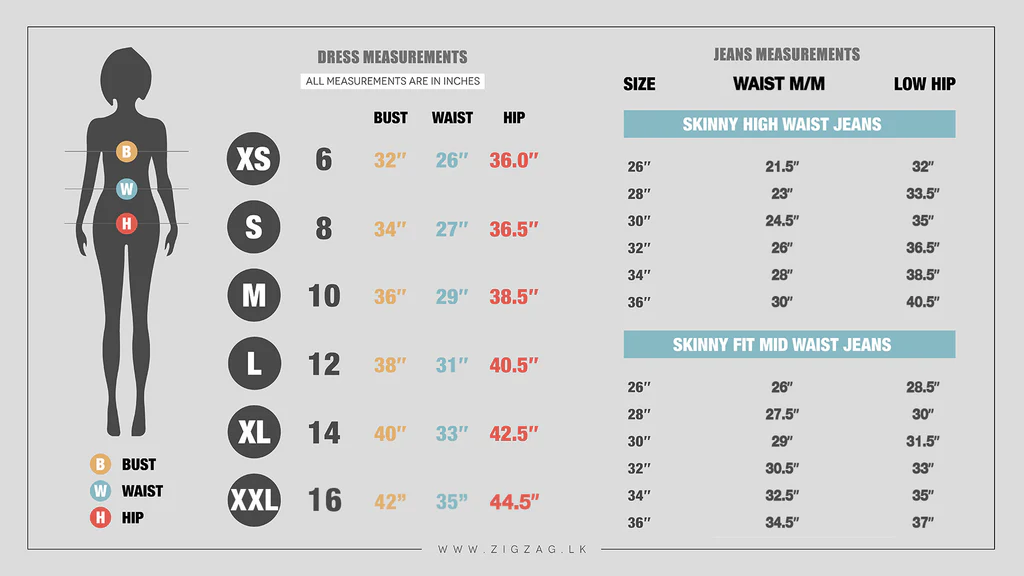 DRESS MEASUREMENTS
ALL MEASUREMENTS ARE IN INCHES
BUST WAIST HIP
XS 6 32″ 26″ 36.0″
S 8 34″ 27″ 36.5″
M 10 36″ 29″ 38.5″
L 12 38″ 31″ 40.5″
XL 14 40″ 33″ 42.5″
XXL 16 42” 35” 44.5″
B
W
H
B BUST
W WAIST
H HIP
JEANS MEASUREMENTS
SIZE WAIST M/M LOW HIP
SKINNY HIGH WAIST JEANS
26″ 21.5″ 32″
28″ 23″ 33.5″
30″ 24.5″ 35″
32″ 26″ 36.5″
34″ 28″ 38.5″
36″ 30″ 40.5″
SKINNY FIT MID WAIST JEANS
26″ 26″ 28.5″
28″ 27.5″ 30″
30″ 29″ 31.5″
32″ 30.5″ 33″
34″ 32.5″ 35″
36″ 34.5″ 37″
WWW.ZIGZAG.LK